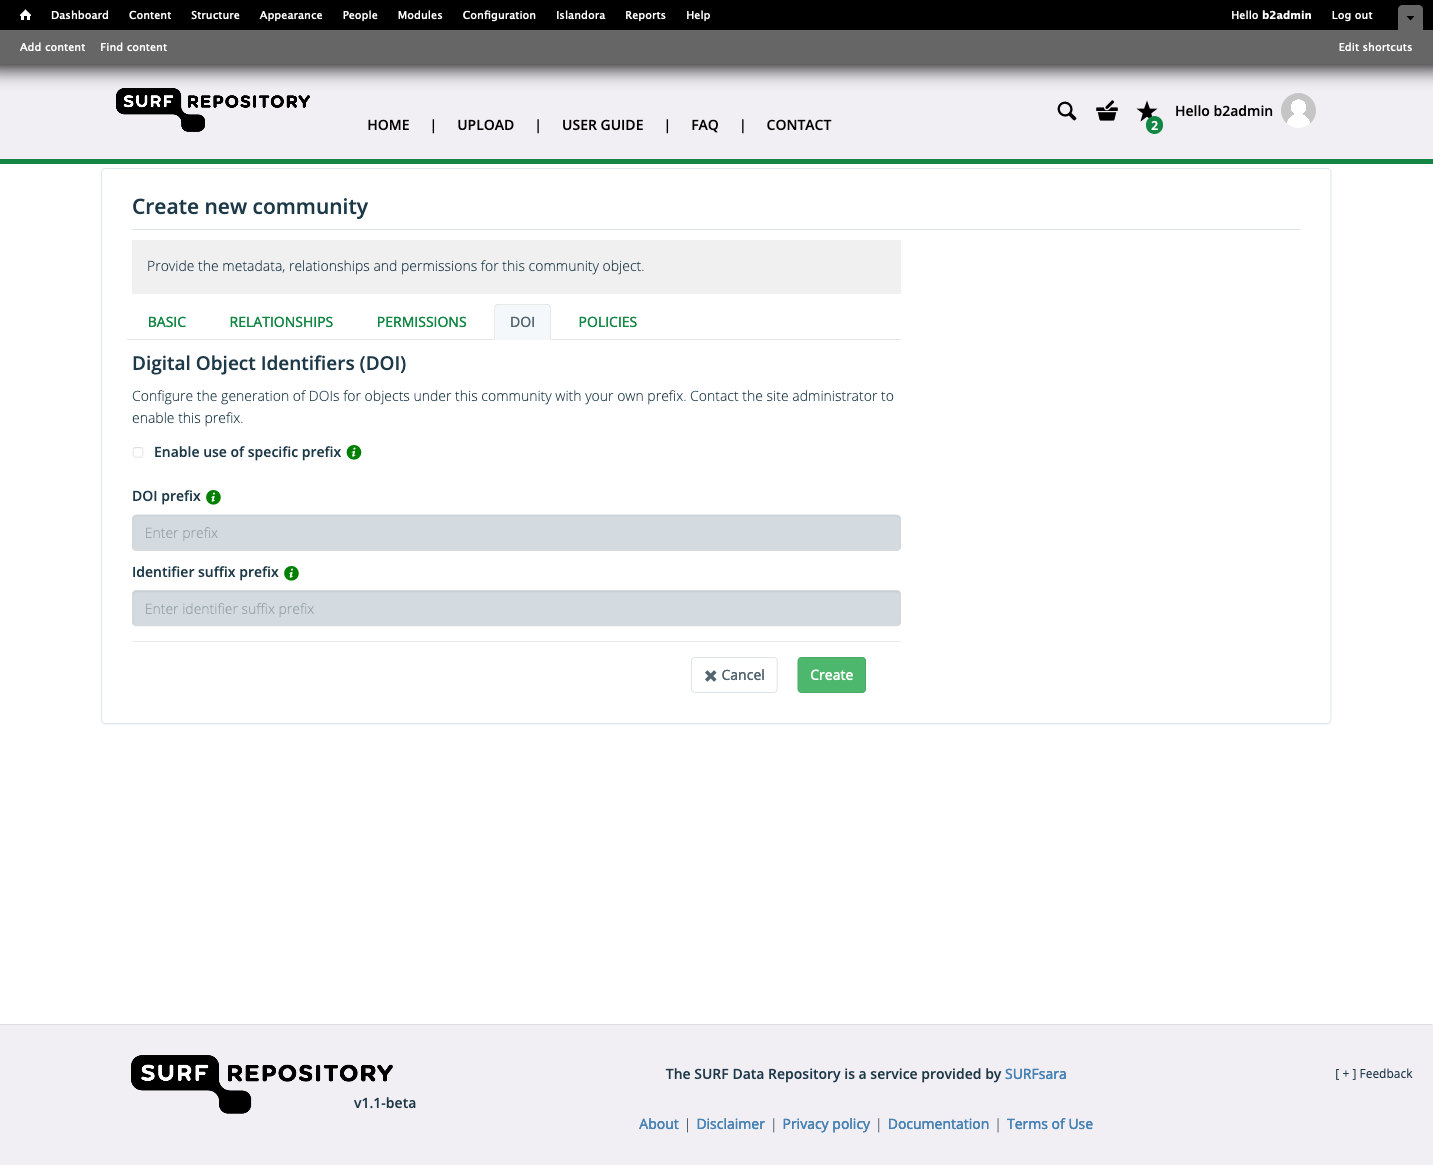 Dashboard Content Structure Appearance People Modules Configuration Islandora Reports Help Hello b2admin Log out
Add content Find content Edit shortcuts
SURF REPOSITORY
HOME | UPLOAD | USER GUIDE | FAQ | CONTACT
2
Hello b2admin
Create new community
Provide the metadata, relationships and permissions for this community object.
BASIC RELATIONSHIPS PERMISSIONS DOI POLICIES
Digital Object Identifiers (DOI)
Configure the generation of DOIs for objects under this community with your own prefix. Contact the site administrator to
enable this prefix.
Enable use of specific prefix i
DOI prefix i
Enter prefix
Identifier suffix prefix i
Enter identifier suffix prefix
Cancel Create
SURF REPOSITORY
v1.1-beta
The SURF Data Repository is a service provided by SURFsara
[ + ] Feedback
About | Disclaimer | Privacy policy | Documentation | Terms of Use